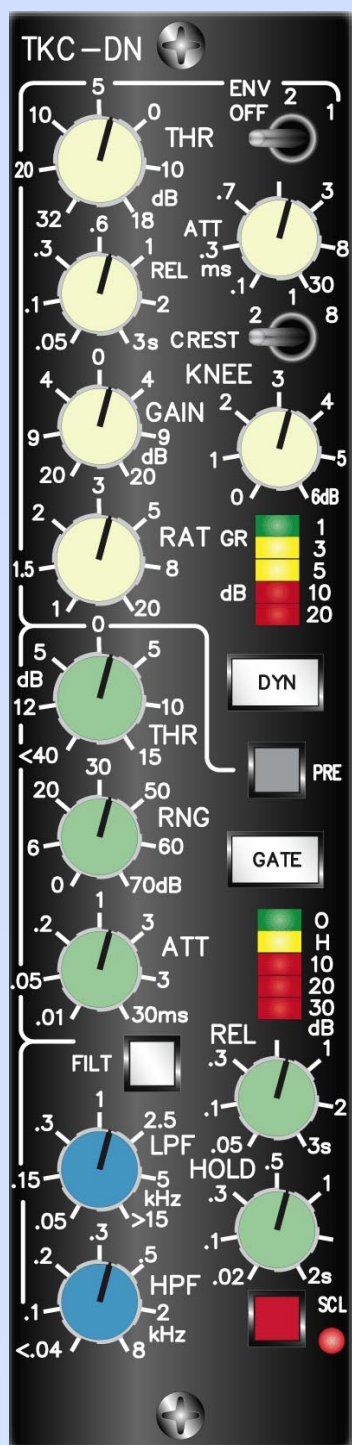 TKC-DN
ENV
OFF 2 1
5
10 0
THR
20 10
dB
32 18
.7 3
ATT
.3 8
ms
.1 30
.6
.3 1
REL
.1 2
.05 3s
1
CREST 2 8
0
4 4
GAIN
9 9
dB
20 20
KNEE
3
2 4
1 5
0 6dB
3
2 5
RAT
1.5 8
1 20
GR 1
3
5
dB 10
20
0
5 5
dB
12 10
THR
<40 15
DYN
PRE
30
20 50
RNG
6 60
0 70dB
GATE
1
.2 3
ATT
.05 3
.01 30ms
0
H
10
20
30
dB
FILT
REL
.3 1
.1 2
.05 3s
1
.3 2.5
LPF
.15 5
kHz
.05 >15
HOLD .5
.3 1
.1
.02 2s
.3
.2 .5
HPF
.1 2
kHz
<.04 8
SCL